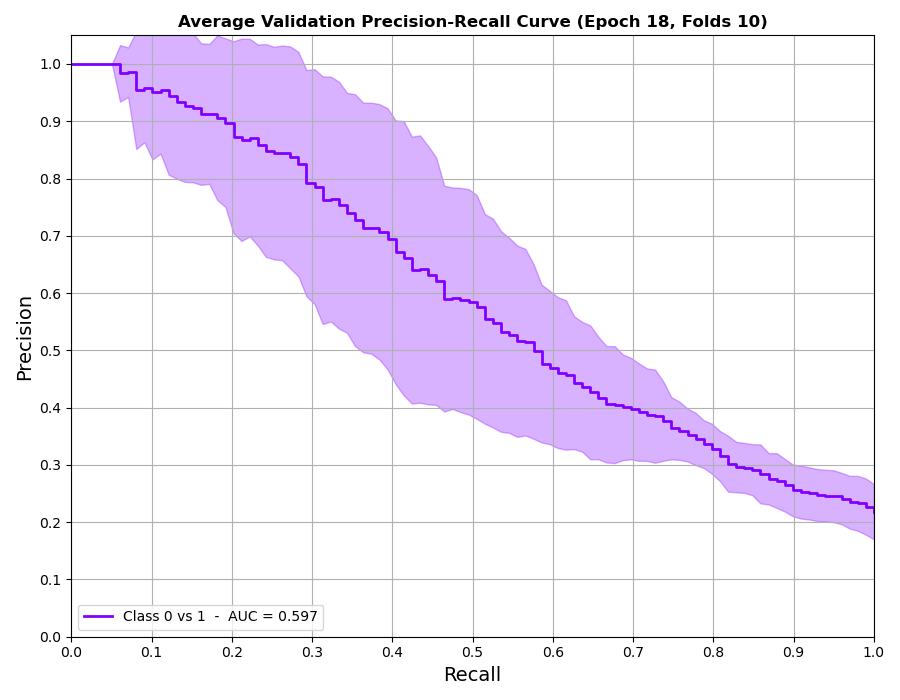 Average Validation Precision-Recall Curve (Epoch 18, Folds 10)
Precision
1.0
0.9
0.8
0.7
0.6
0.5
0.4
0.3
0.2
0.1
0.0
Class 0 vs 1 - AUC = 0.597
0.0 0.1 0.2 0.3 0.4 0.5 0.6 0.7 0.8 0.9 1.0
Recall